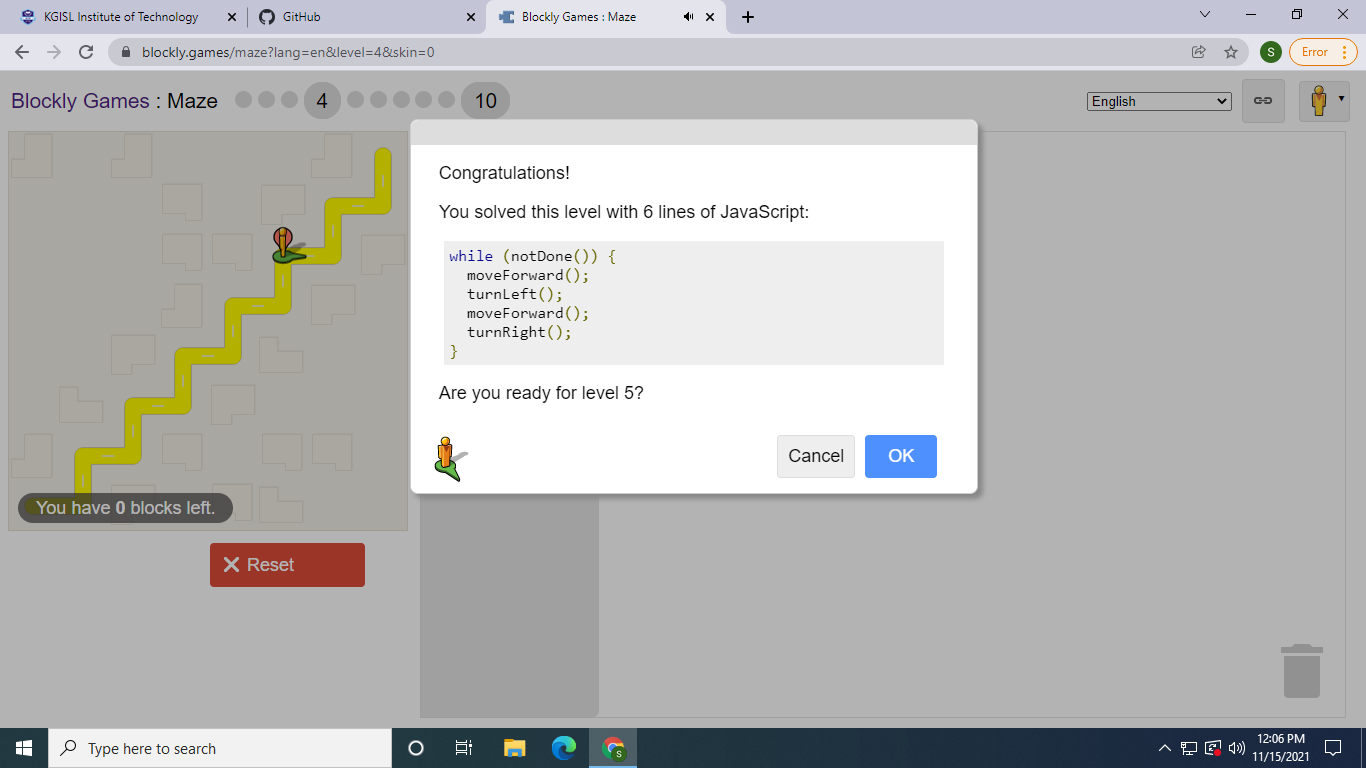 KGISL Institute of Technology
GitHub
Blockly Games : Maze
blockly.games/maze?lang=en&level=4&skin=0
S
Error
Blockly Games : Maze
4
10
English
Congratulations!
You solved this level with 6 lines of JavaScript:
while (notDone()) {
  moveForward();
  turnLeft();
  moveForward();
  turnRight();
}
Are you ready for level 5?
Cancel
OK
You have 0 blocks left.
Reset
Type here to search
S
12:06 PM
11/15/2021